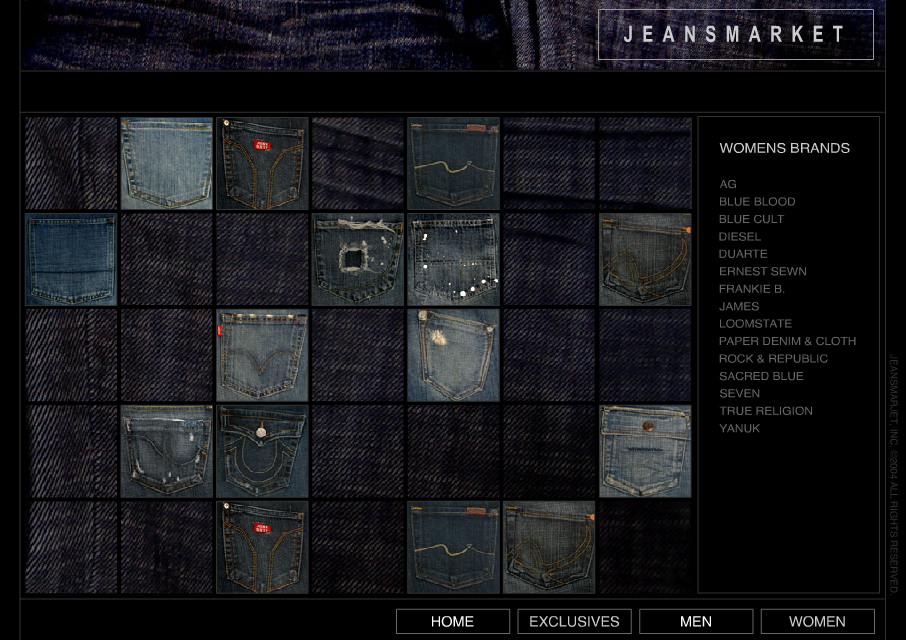 JEANSMARKET
WOMENS BRANDS
AG
BLUE BLOOD
BLUE CULT
DIESEL
DUARTE
ERNEST SEWN
FRANKIE B.
JAMES
LOOMSTATE
PAPER DENIM & CLOTH
ROCK & REPUBLIC
SACRED BLUE
SEVEN
TRUE RELIGION
YANUK
JEANSMARJET, INC. ©2004 ALL RIGHTS RESERVED.
HOME
EXCLUSIVES
MEN
WOMEN